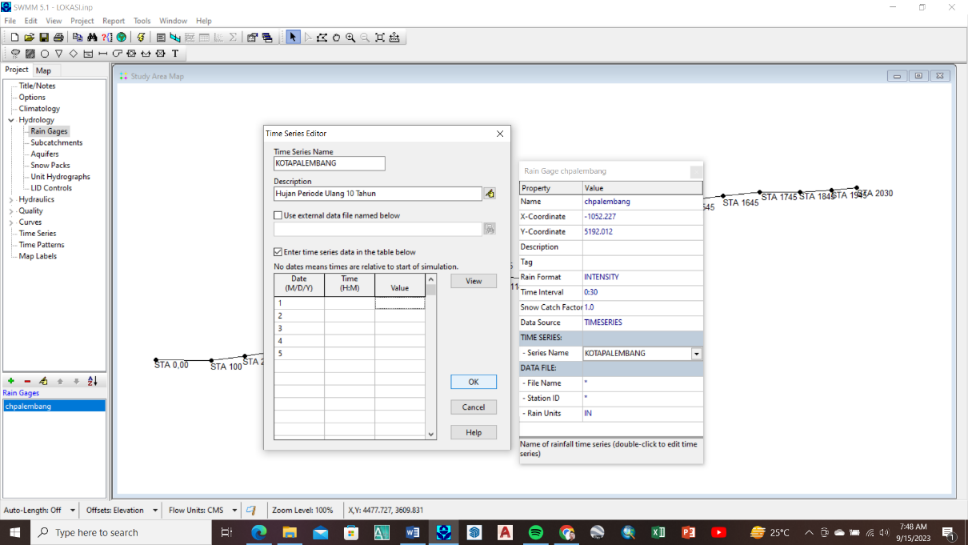 SWMM 5.1 - LOKASI.inp
File Edit View Project Report Tools Window Help
Project Map
Title/Notes
Options
Climatology
Hydrology
Rain Gages
Subcatchments
Aquifers
Snow Packs
Unit Hydrographs
LID Controls
Hydraulics
Quality
Curves
Time Series
Time Patterns
Map Labels
Rain Gages
chpalembang
Study Area Map
STA 0,00
STA 100
STA 2
STA 1645
STA 1745
STA 1845
STA 1945
STA 2030
Time Series Editor
Time Series Name
KOTAPALEMBANG
Description
Hujan Periode Ulang 10 Tahun
Use external data file named below
Enter time series data in the table below
No dates means times are relative to start of simulation.
Date (M/D/Y) Time (H:M) Value
1
2
3
4
5
View
OK
Cancel
Help
Rain Gage chpalembang
Property Value
Name chpalembang
X-Coordinate -1052.227
Y-Coordinate 5192.012
Description
Tag
Rain Format INTENSITY
Time Interval 0:30
Snow Catch Factor 1.0
Data Source TIMESERIES
TIME SERIES:
- Series Name KOTAPALEMBANG
DATA FILE:
- File Name *
- Station ID *
- Rain Units IN
Name of rainfall time series (double-click to edit time
series)
Auto-Length: Off Offsets: Elevation Flow Units: CMS Zoom Level: 100% X,Y: 4477.727, 3609.831
Type here to search
25°C
7:48 AM
9/15/2023